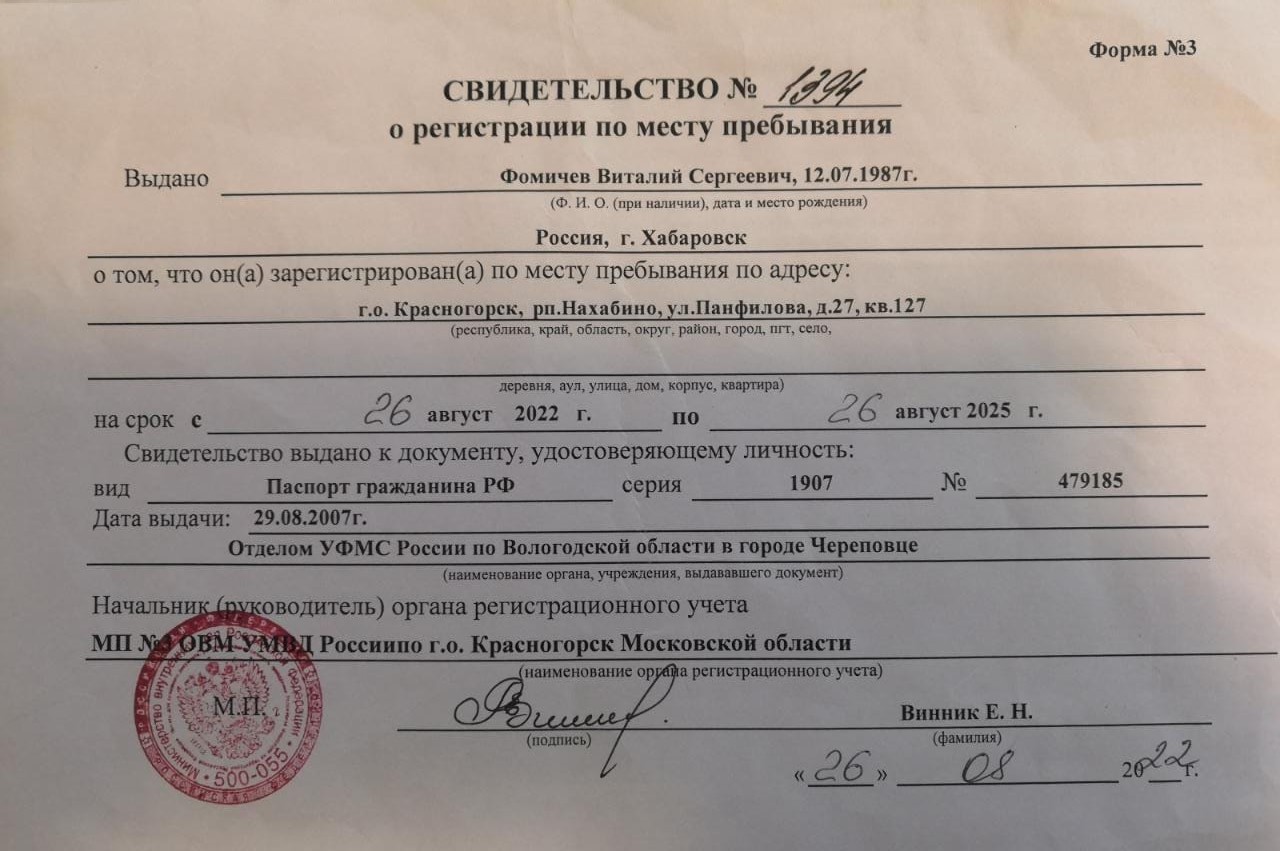 Форма №3
СВИДЕТЕЛЬСТВО № 1394
о регистрации по месту пребывания
Выдано Фомичев Виталий Сергеевич, 12.07.1987г.
(Ф. И. О. (при наличии), дата и место рождения)
Россия, г. Хабаровск
о том, что он(а) зарегистрирован(а) по месту пребывания по адресу:
г.о. Красногорск, рп.Нахабино, ул.Панфилова, д.27, кв.127
(республика, край, область, округ, район, город, пгт, село,
деревня, аул, улица, дом, корпус, квартира)
на срок с 26 август 2022 г. по 26 август 2025 г.
Свидетельство выдано к документу, удостоверяющему личность:
вид Паспорт гражданина РФ серия 1907 № 479185
Дата выдачи: 29.08.2007г.
Отделом УФМС России по Вологодской области в городе Череповце
(наименование органа, учреждения, выдававшего документ)
Начальник (руководитель) органа регистрационного учета
МП №3 ОВМ УМВД Россиипо г.о. Красногорск Московской области
(наименование органа регистрационного учета)
М.П.
Винник Е. Н.
(подпись) (фамилия)
500-055
« 26 » 08 2022 г.